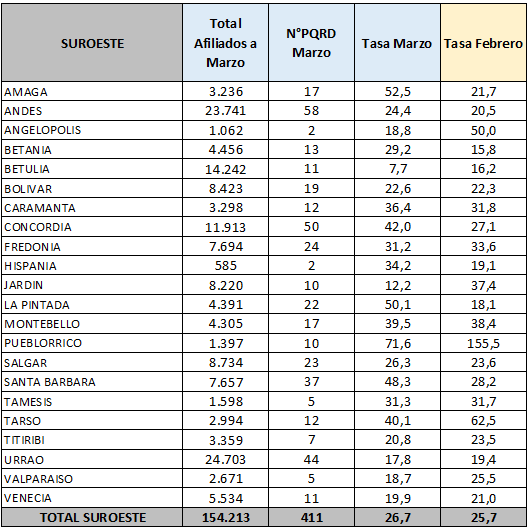 SUROESTE Total Afiliados a Marzo N°PQRD Marzo Tasa Marzo Tasa Febrero
AMAGA 3.236 17 52,5 21,7
ANDES 23.741 58 24,4 20,5
ANGELOPOLIS 1.062 2 18,8 50,0
BETANIA 4.456 13 29,2 15,8
BETULIA 14.242 11 7,7 16,2
BOLIVAR 8.423 19 22,6 22,3
CARAMANTA 3.298 12 36,4 31,8
CONCORDIA 11.913 50 42,0 27,1
FREDONIA 7.694 24 31,2 33,6
HISPANIA 585 2 34,2 19,1
JARDIN 8.220 10 12,2 37,4
LA PINTADA 4.391 22 50,1 18,1
MONTEBELLO 4.305 17 39,5 38,4
PUEBLORRICO 1.397 10 71,6 155,5
SALGAR 8.734 23 26,3 23,6
SANTA BARBARA 7.657 37 48,3 28,2
TAMESIS 1.598 5 31,3 31,7
TARSO 2.994 12 40,1 62,5
TITIRIBI 3.359 7 20,8 23,5
URRAO 24.703 44 17,8 19,4
VALPARAISO 2.671 5 18,7 25,5
VENECIA 5.534 11 19,9 21,0
TOTAL SUROESTE 154.213 411 26,7 25,7